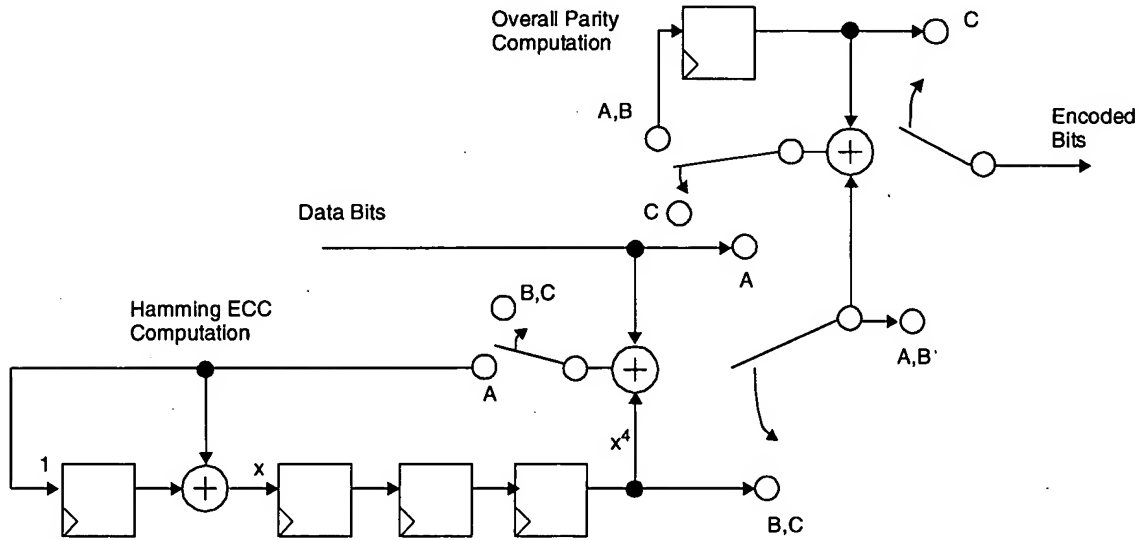 Overall Parity
Computation
C
A,B
Encoded
Bits
C
Data Bits
A
B,C
Hamming ECC
Computation
A
A,B'
x⁴
1
x
B,C